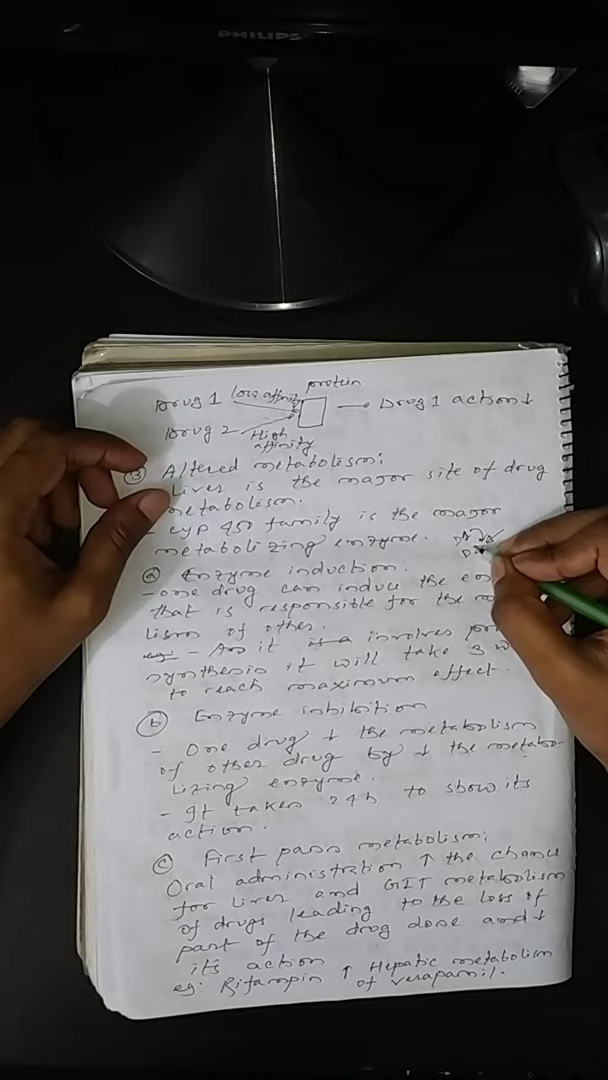 PHILIPS
protein
Drug 1 low affinity → Drug 1 action ↓
Drug 2 High
affinity
③ Altered metabolism:
Liver is the major site of drug
metabolism.
- CYP 450 family is the major
metabolizing enzyme.
ⓐ Enzyme induction:
- one drug can induce the
that is responsible for the
lism of other.
- As it involves
synthesis it will take 3
to reach maximum effect.
ⓑ Enzyme inhibition
- One drug ↓ the metabolism
of other drug by ↓ the metabo-
lizing enzyme.
- It takes 24h to show its
action.
ⓒ First pass metabolism:
Oral administration ↑ the chance
for liver and GIT metabolism
of drugs leading to the loss of
part of the drug dose and ↓
its action
eg: Rifampin ↑ Hepatic metabolism
of verapamil.